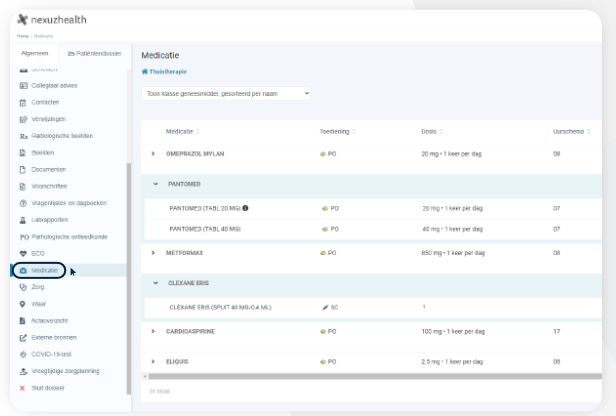 nexuzhealth
Home / Medicatie
Algemeen
Patiëntendossier
Collegiaal advies
Contacten
Verwijzingen
Radiologische beelden
Beelden
Documenten
Voorschriften
Vragenlijsten en dagboeken
Labrapporten
Pathologische ontleedkunde
ECG
Medicatie
Zorg
Waar
Actaoverzicht
Externe bronnen
COVID-19-test
Vroegtijdige zorgplanning
Sluit dossier
Medicatie
Thuistherapie
Toon klasse geneesmiddel, gesorteerd per naam
Medicatie Toediening Dosis Uurschema
OMEPRAZOL MYLAN PO 20 mg • 1 keer per dag 08
PANTOMED
PANTOMED (TABL 20 MG) PO 20 mg • 1 keer per dag 07
PANTOMED (TABL 40 MG) PO 40 mg • 1 keer per dag 07
METFORMAX PO 850 mg • 1 keer per dag 08
CLEXANE ERIS
CLEXANE ERIS (SPUIT 40 MG/0,4 ML) SC 1
CARDIOASPIRINE PO 100 mg • 1 keer per dag 17
ELIQUIS PO 2.5 mg • 1 keer per dag 08